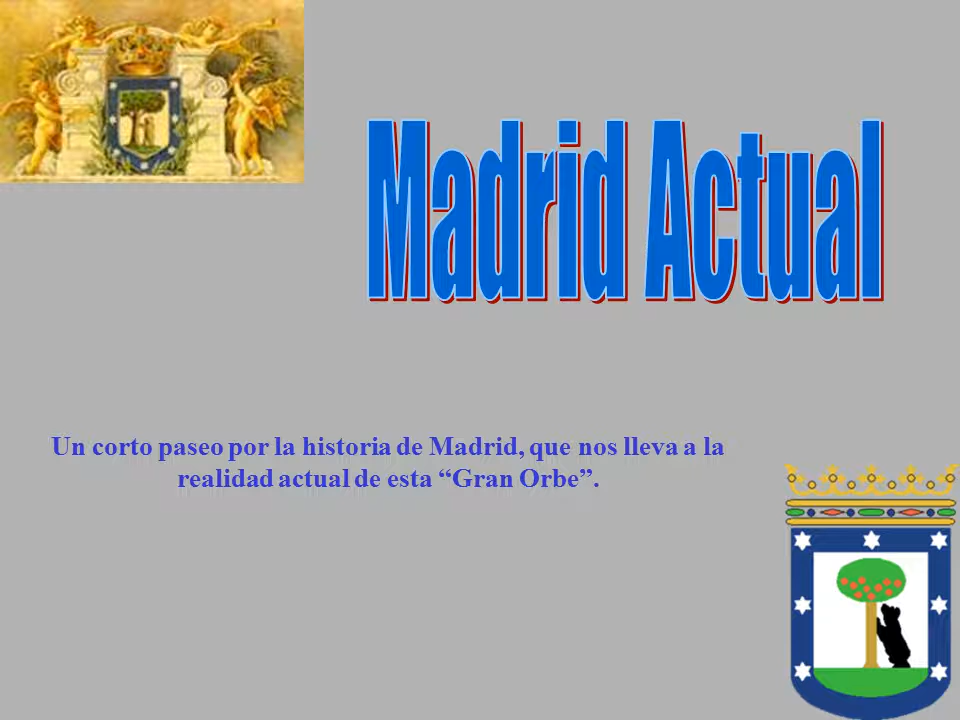 Madrid Actual
Un corto paseo por la historia de Madrid, que nos lleva a la
realidad actual de esta “Gran Orbe”.